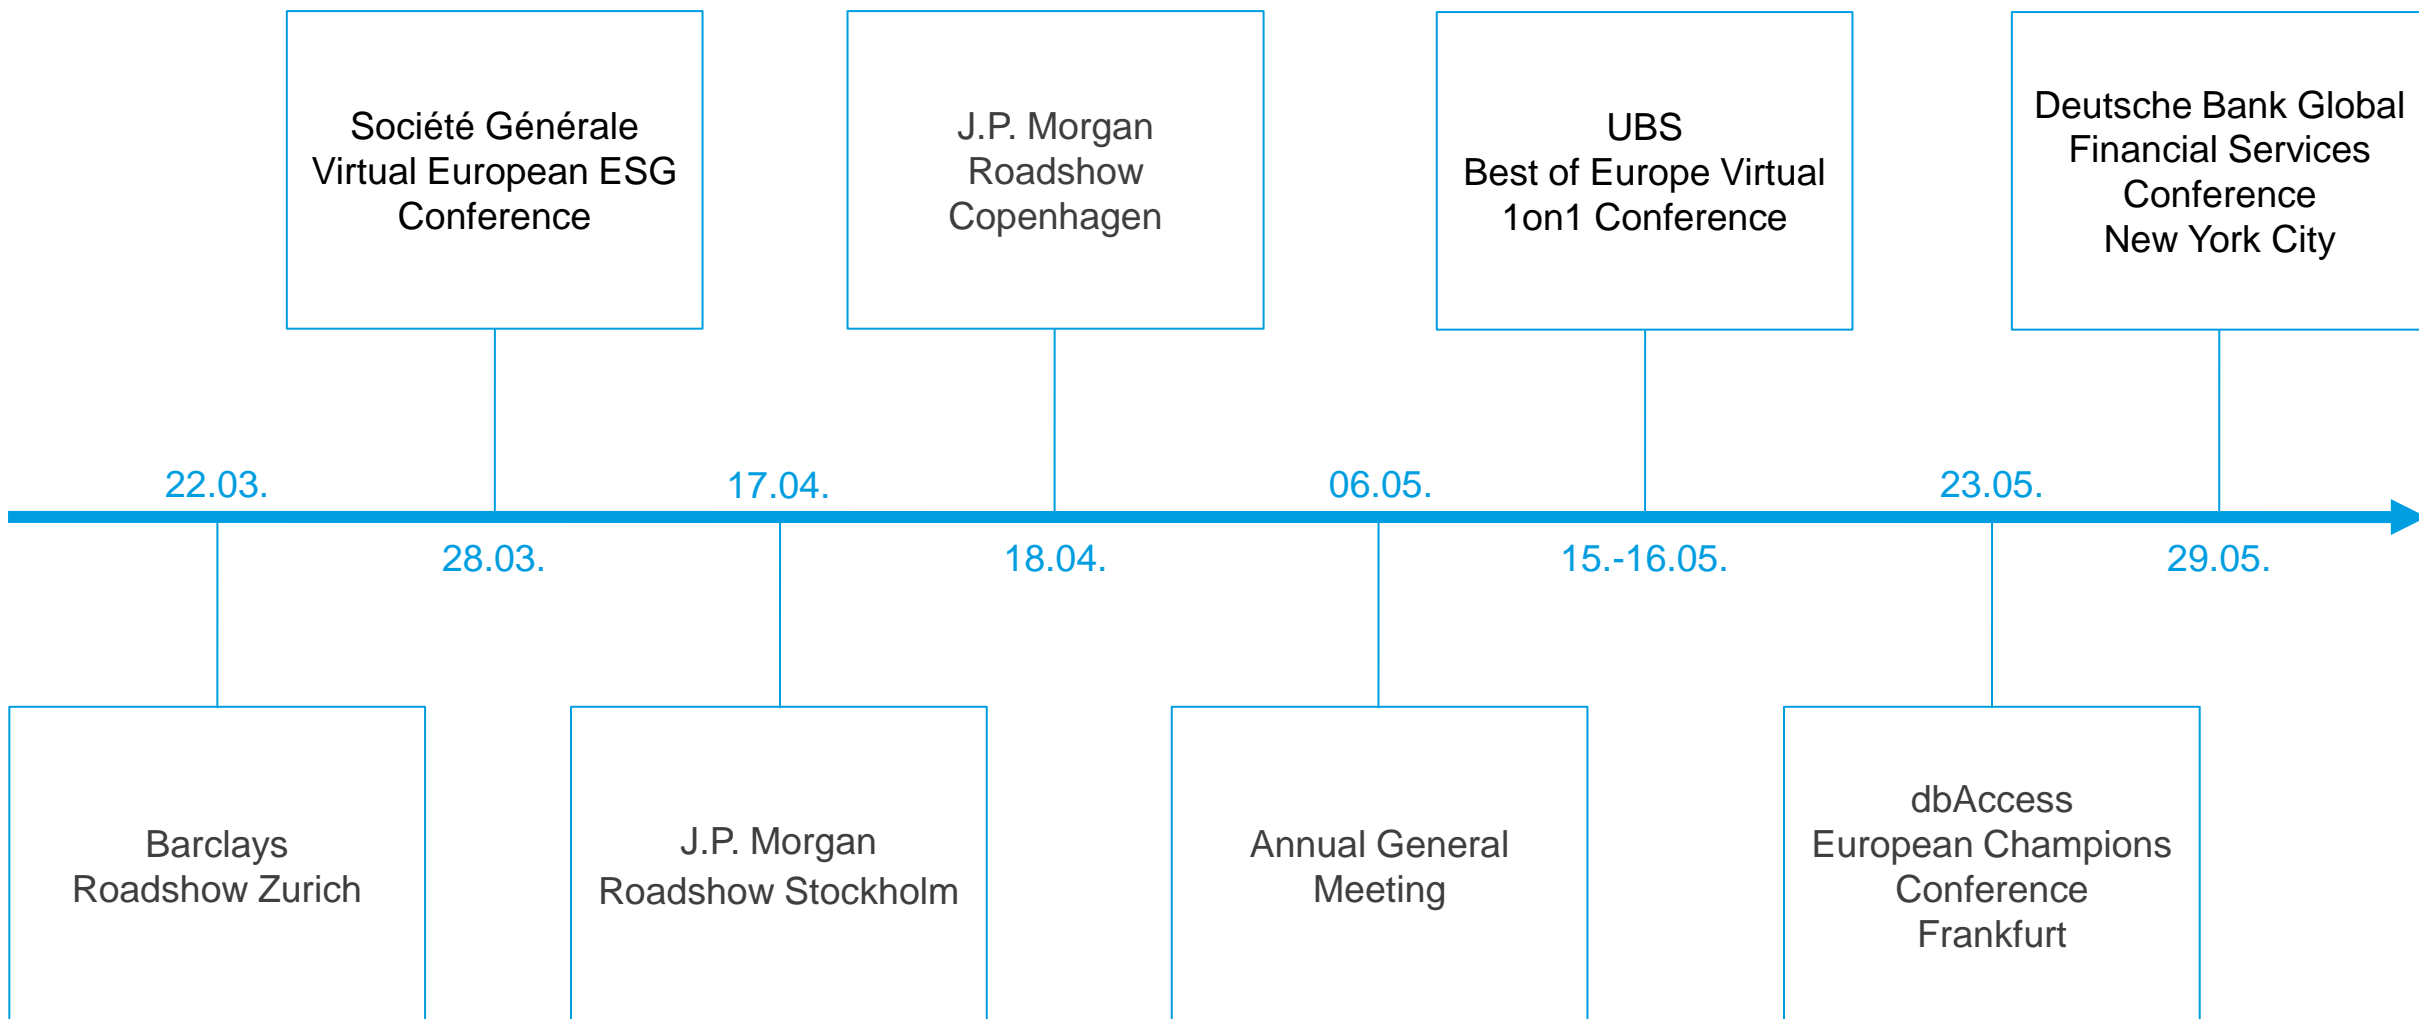 Société Générale
Virtual European ESG
Conference
J.P. Morgan
Roadshow
Copenhagen
UBS
Best of Europe Virtual
1on1 Conference
Deutsche Bank Global
Financial Services
Conference
New York City
22.03.
17.04.
06.05.
23.05.
28.03.
18.04.
15.-16.05.
29.05.
Barclays
Roadshow Zurich
J.P. Morgan
Roadshow Stockholm
Annual General
Meeting
dbAccess
European Champions
Conference
Frankfurt